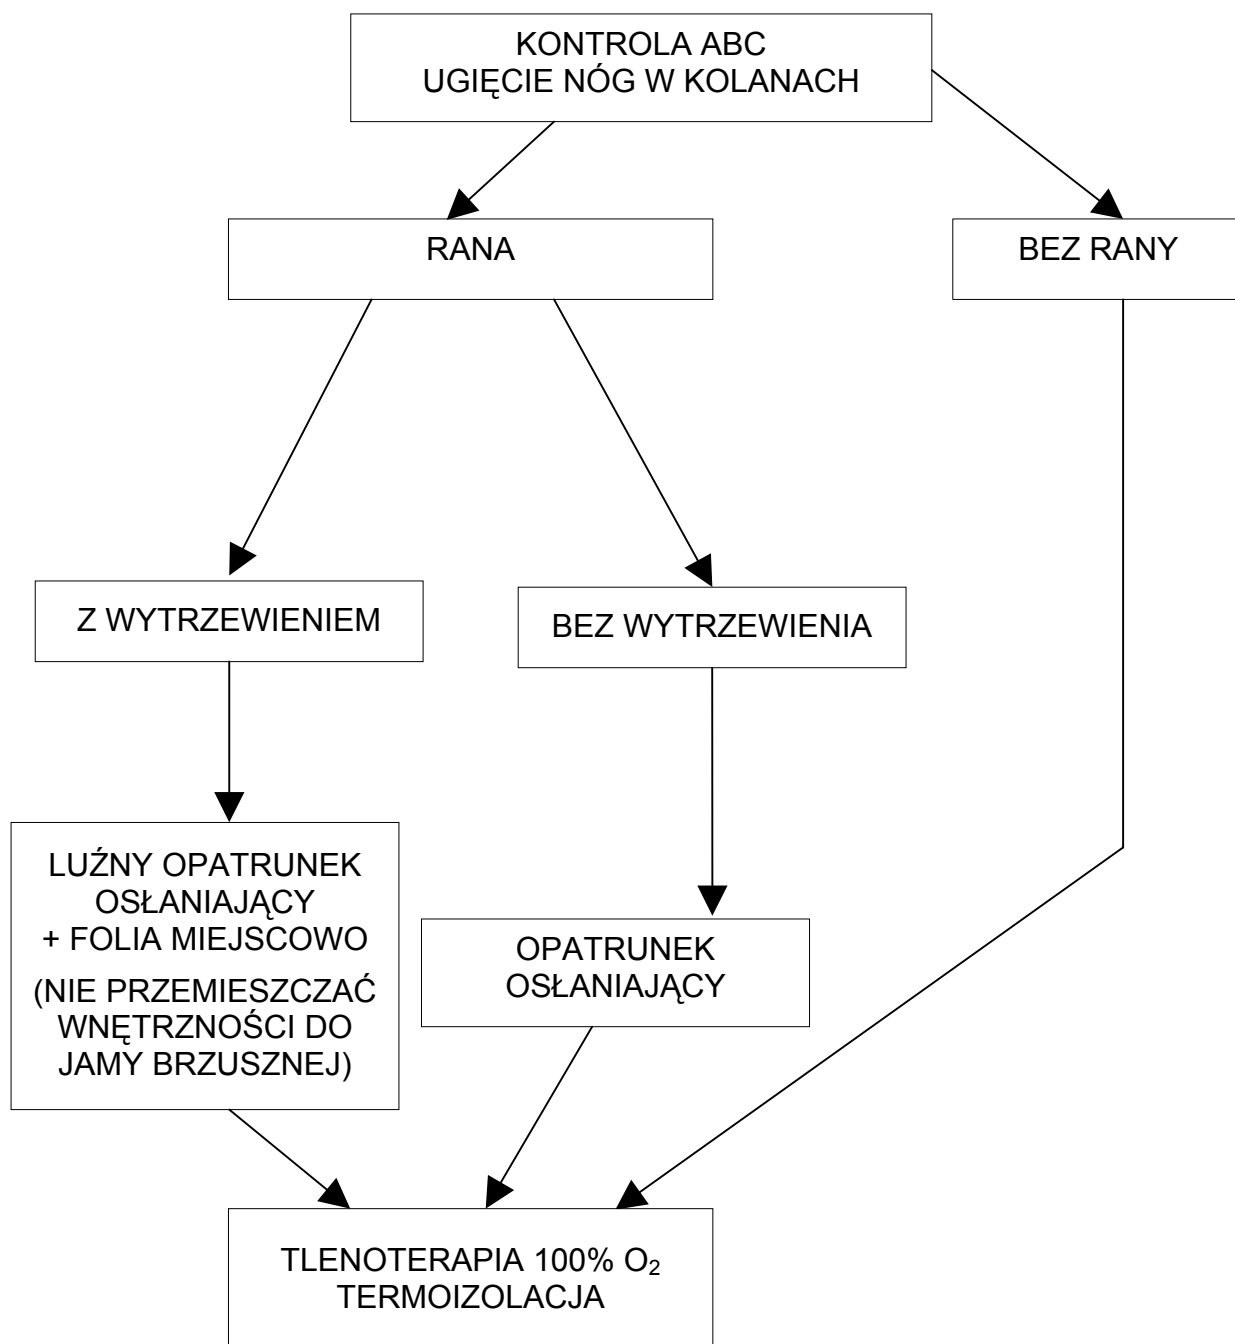 KONTROLA ABC
UGIĘCIE NÓG W KOLANACH
RANA
BEZ RANY
Z WYTRZEWIENIEM
BEZ WYTRZEWIENIA
LUŹNY OPATRUNEK
OSŁANIAJĄCY
+ FOLIA MIEJSCOWO
(NIE PRZEMIESZCZAĆ
WNĘTRZNOŚCI DO
JAMY BRZUSZNEJ)
OPATRUNEK
OSŁANIAJĄCY
TLENOTERAPIA 100% O₂
TERMOIZOLACJA